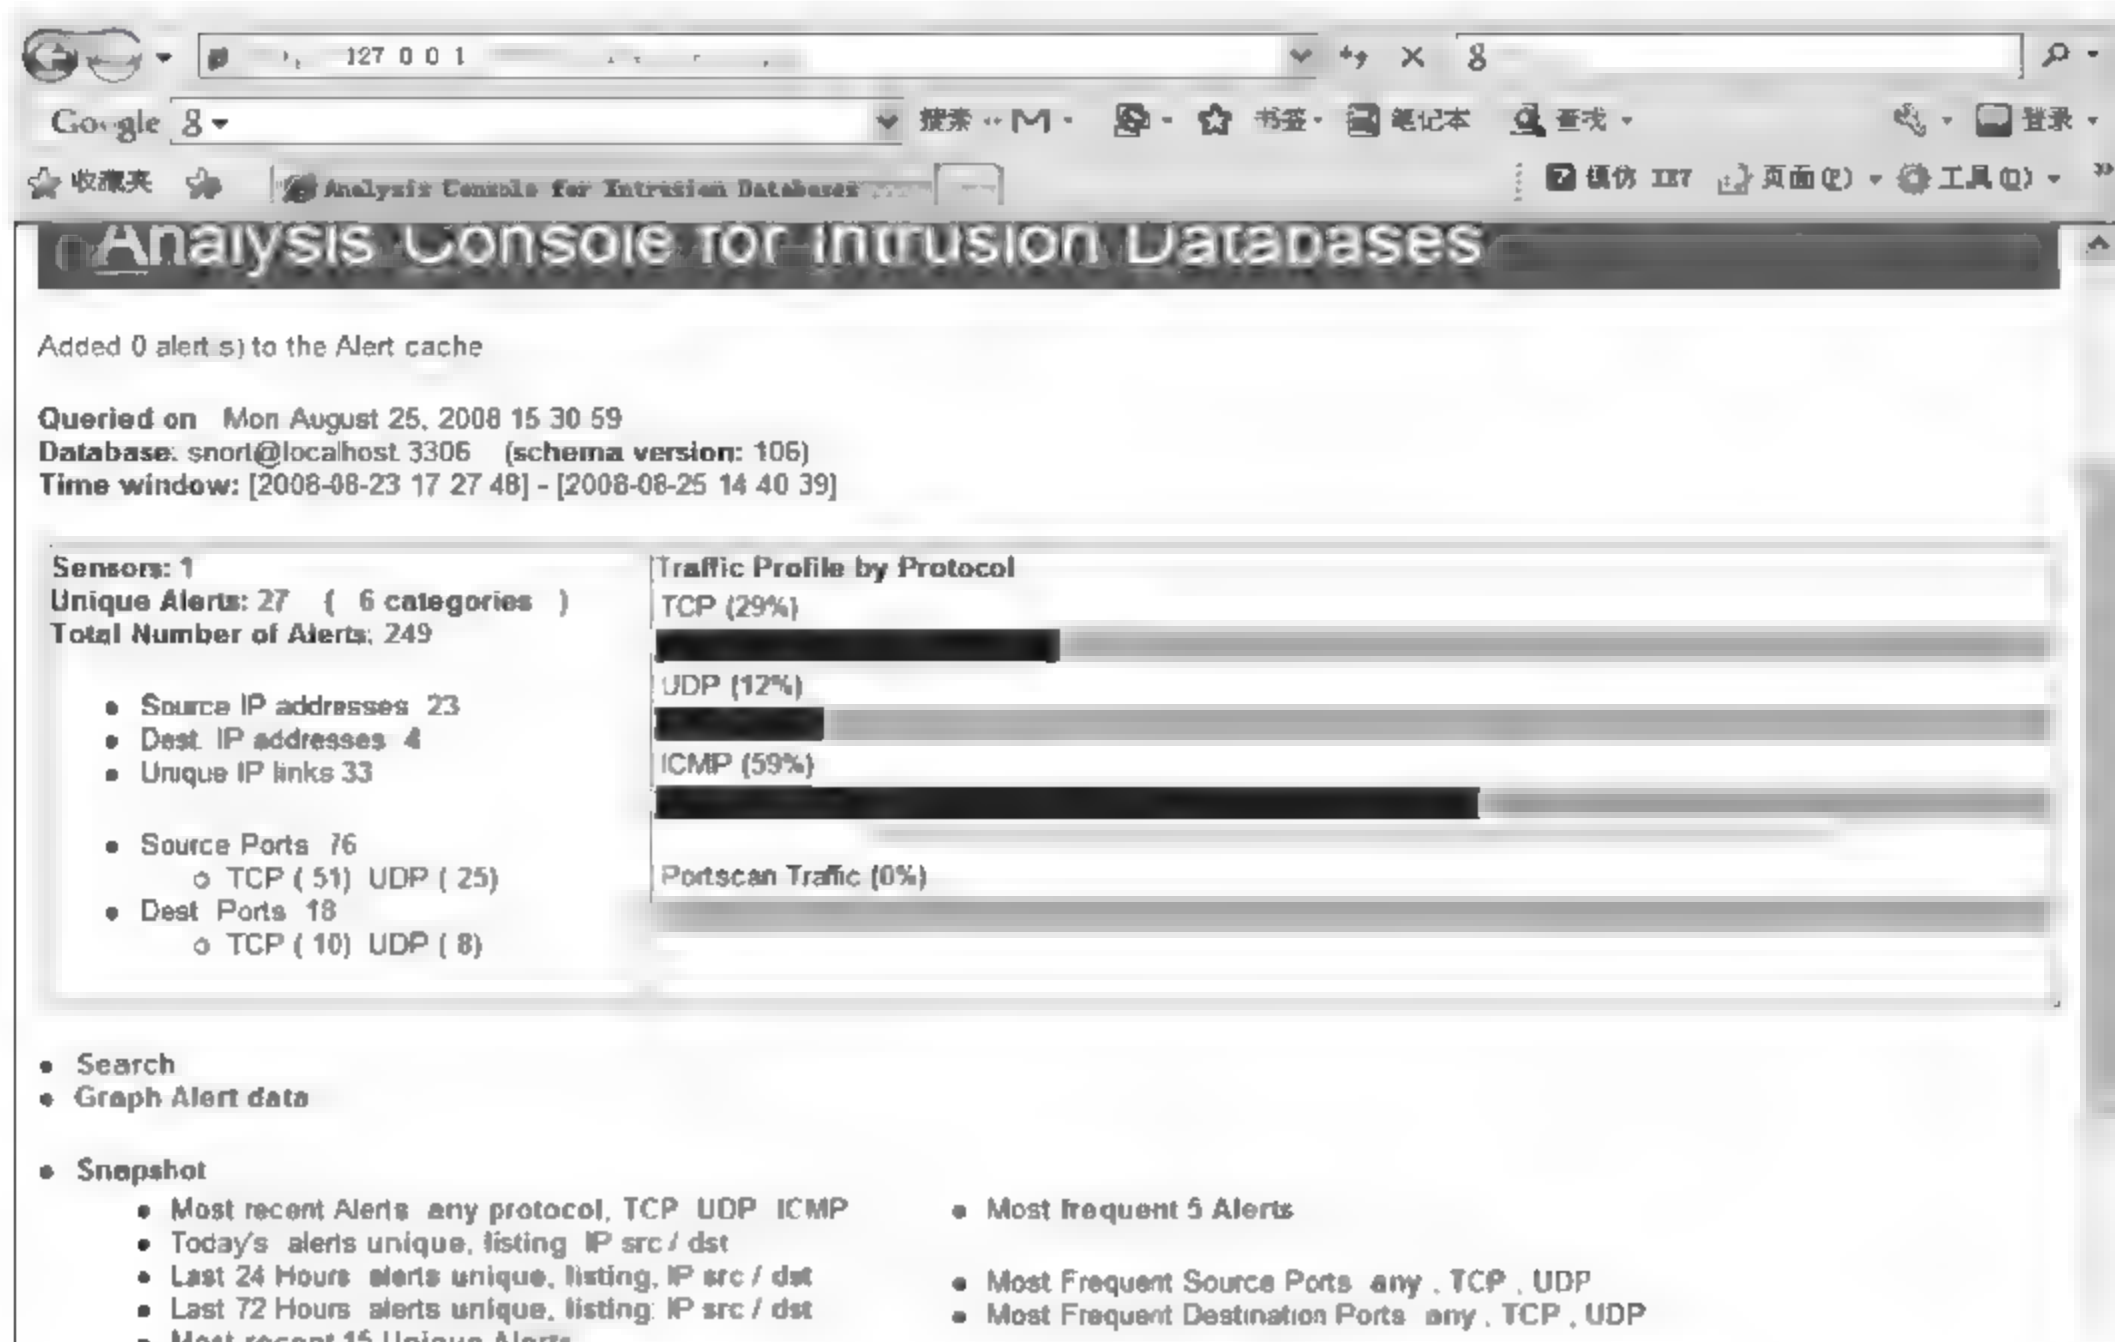 127 0 0 1
g
Google g
搜索 M 书签 笔记本 查找 登录
收藏夹 Analysis Console for Intrusion Databases 模仿 IE7 页面(P) 工具(O)
Analysis Console for Intrusion Databases
Added 0 alert s) to the Alert cache
Queried on Mon August 25, 2008 15 30 59
Database: snort@localhost 3306 (schema version: 106)
Time window: [2008-08-23 17 27 48] - [2008-08-25 14 40 39]
Sensors: 1
Unique Alerts: 27 ( 6 categories )
Total Number of Alerts: 249
Source IP addresses 23
Dest. IP addresses 4
Unique IP links 33
Source Ports 76
TCP ( 51) UDP ( 25)
Dest Ports 18
TCP ( 10) UDP ( 8)
Traffic Profile by Protocol
TCP (29%)
UDP (12%)
ICMP (59%)
Portscan Traffic (0%)
Search
Graph Alert data
Snapshot
Most recent Alerts any protocol, TCP UDP ICMP
Today's alerts unique, listing IP src / dst
Last 24 Hours alerts unique, listing, IP src / dst
Last 72 Hours alerts unique, listing: IP src / dst
Most recent 15 Unique Alerts
Most frequent 5 Alerts
Most Frequent Source Ports any , TCP , UDP
Most Frequent Destination Ports any , TCP , UDP